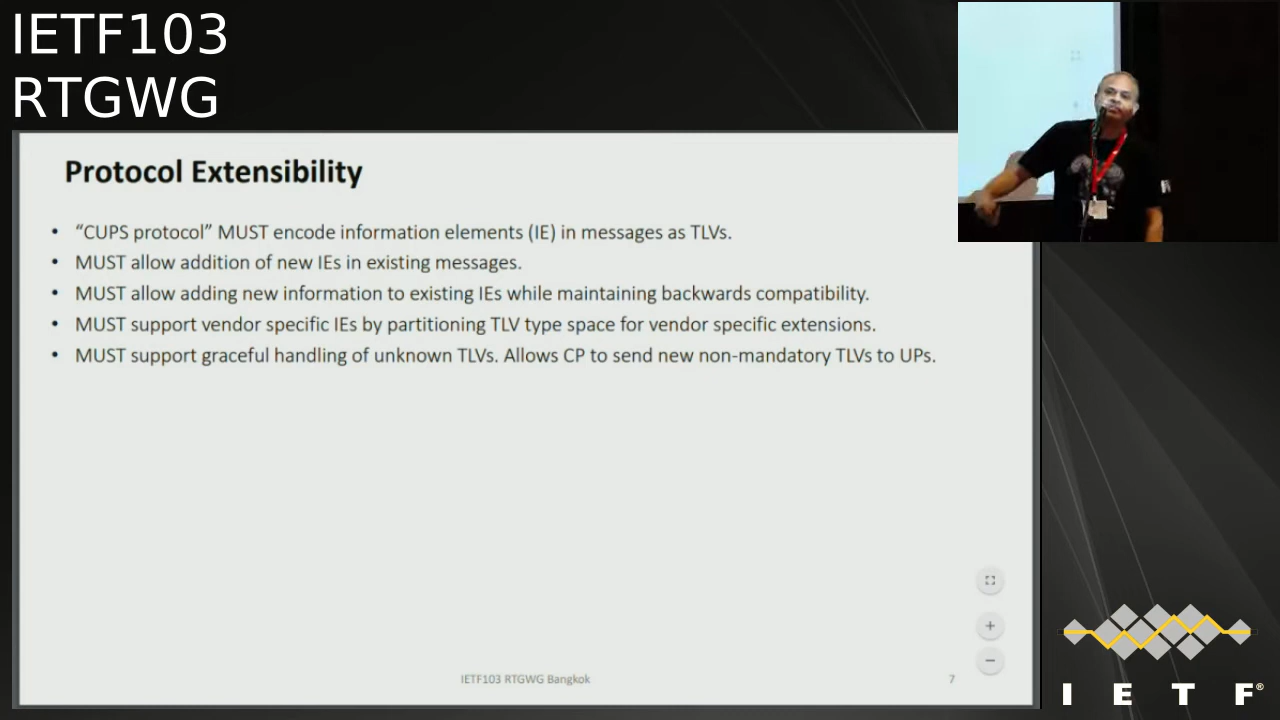 IETF103
RTGWG
Protocol Extensibility
• “CUPS protocol” MUST encode information elements (IE) in messages as TLVs.
• MUST allow addition of new IEs in existing messages.
• MUST allow adding new information to existing IEs while maintaining backwards compatibility.
• MUST support vendor specific IEs by partitioning TLV type space for vendor specific extensions.
• MUST support graceful handling of unknown TLVs. Allows CP to send new non-mandatory TLVs to UPs.
IETF103 RTGWG Bangkok
7
I E T F®